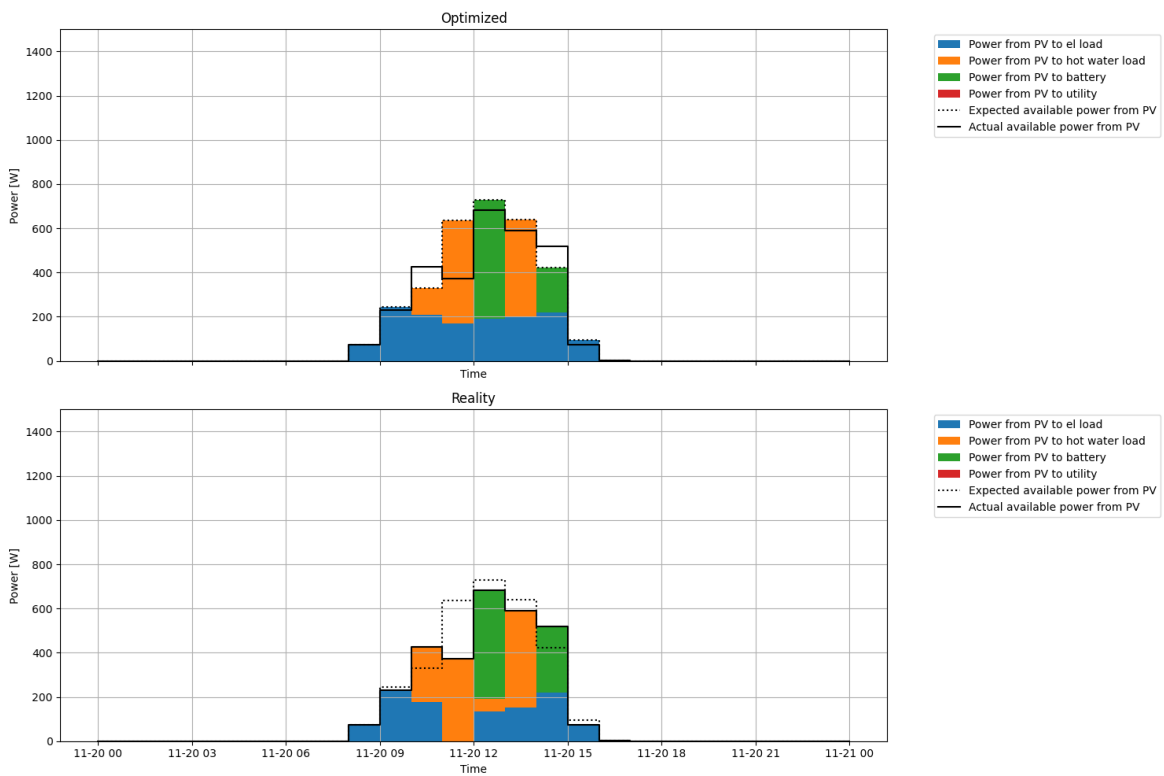 Optimized
1400
1200
1000
800
600
400
200
0
Power [W]
Time
Power from PV to el load
Power from PV to hot water load
Power from PV to battery
Power from PV to utility
Expected available power from PV
Actual available power from PV
Reality
1400
1200
1000
800
600
400
200
0
Power [W]
11-20 00 11-20 03 11-20 06 11-20 09 11-20 12 11-20 15 11-20 18 11-20 21 11-21 00
Time
Power from PV to el load
Power from PV to hot water load
Power from PV to battery
Power from PV to utility
Expected available power from PV
Actual available power from PV